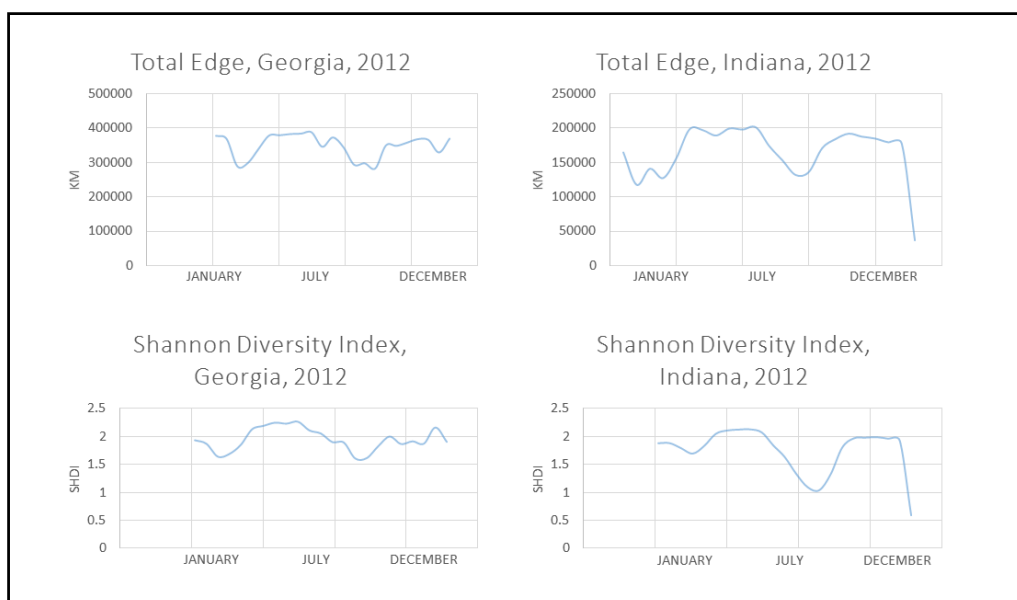 Total Edge, Georgia, 2012
500000
400000
300000
200000
100000
0
KM
JANUARY JULY DECEMBER
Total Edge, Indiana, 2012
250000
200000
150000
100000
50000
0
KM
JANUARY JULY DECEMBER
Shannon Diversity Index,
Georgia, 2012
2.5
2
1.5
1
0.5
0
SHDI
JANUARY JULY DECEMBER
Shannon Diversity Index,
Indiana, 2012
2.5
2
1.5
1
0.5
0
SHDI
JANUARY JULY DECEMBER